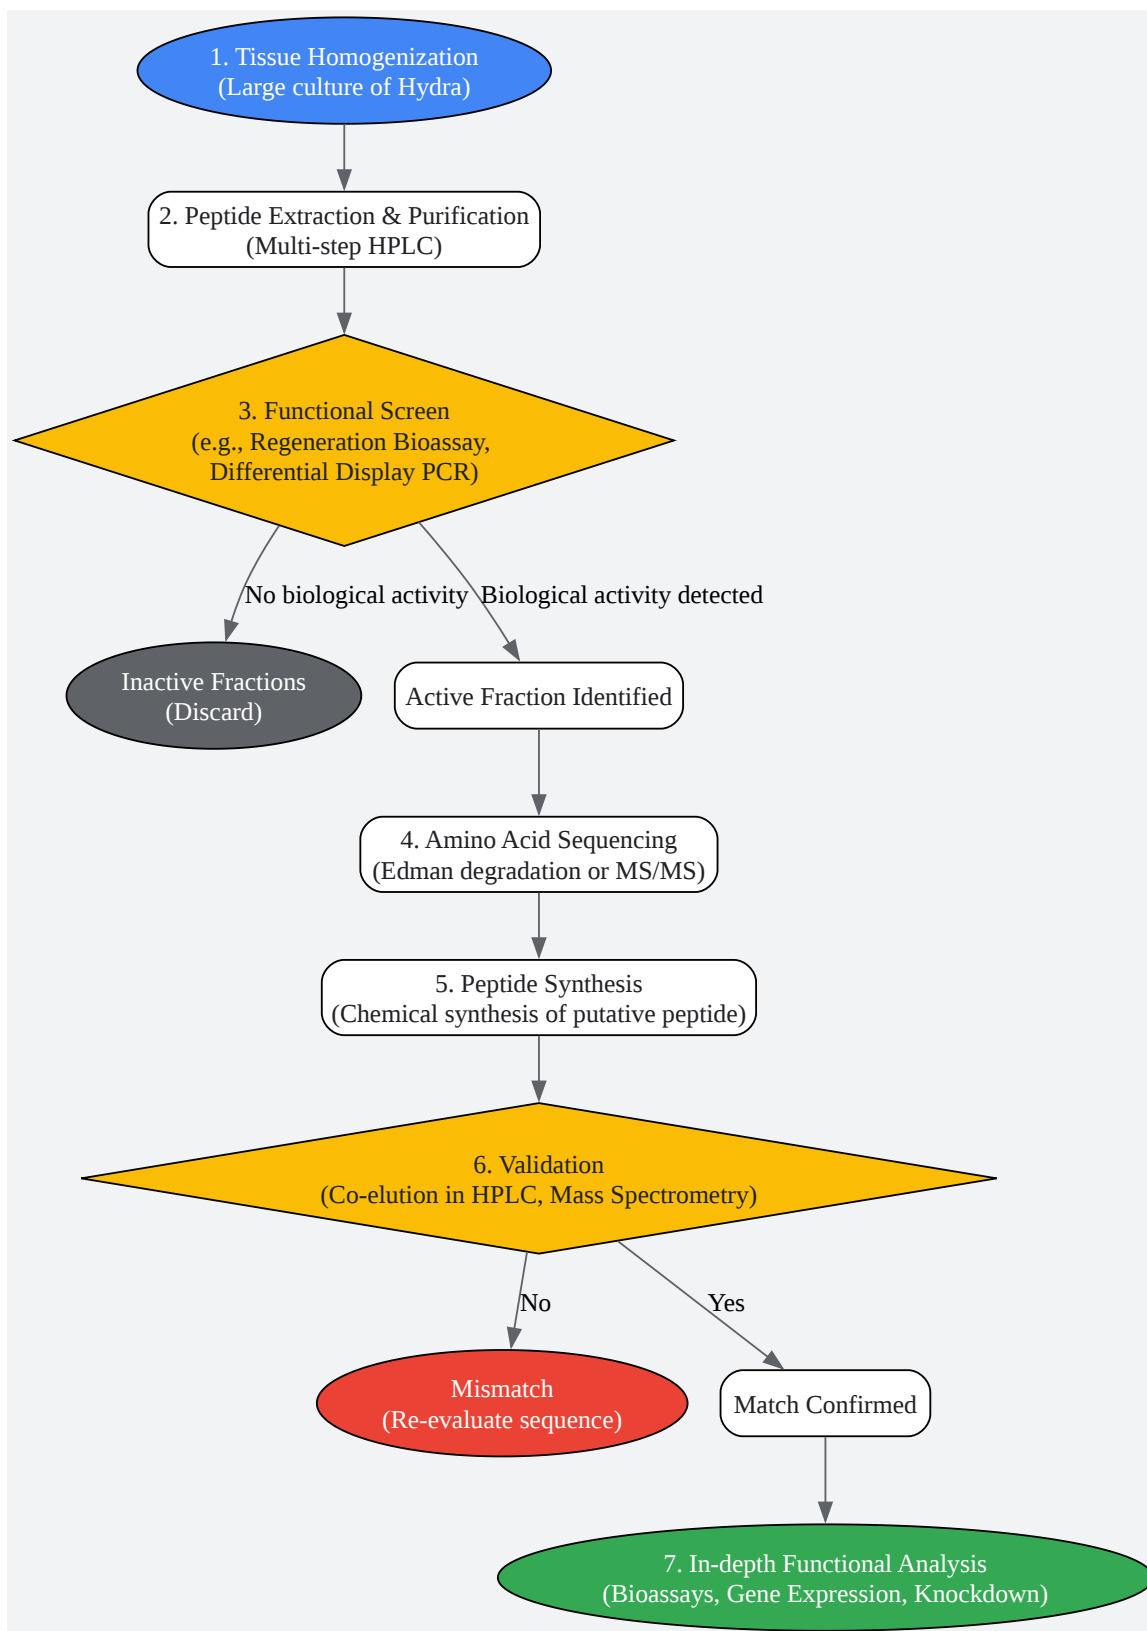 1. Tissue Homogenization
(Large culture of Hydra)
2. Peptide Extraction & Purification
(Multi-step HPLC)
3. Functional Screen
(e.g., Regeneration Bioassay,
Differential Display PCR)
No biological activity
Biological activity detected
Inactive Fractions
(Discard)
Active Fraction Identified
4. Amino Acid Sequencing
(Edman degradation or MS/MS)
5. Peptide Synthesis
(Chemical synthesis of putative peptide)
6. Validation
(Co-elution in HPLC, Mass Spectrometry)
No
Yes
Mismatch
(Re-evaluate sequence)
Match Confirmed
7. In-depth Functional Analysis
(Bioassays, Gene Expression, Knockdown)